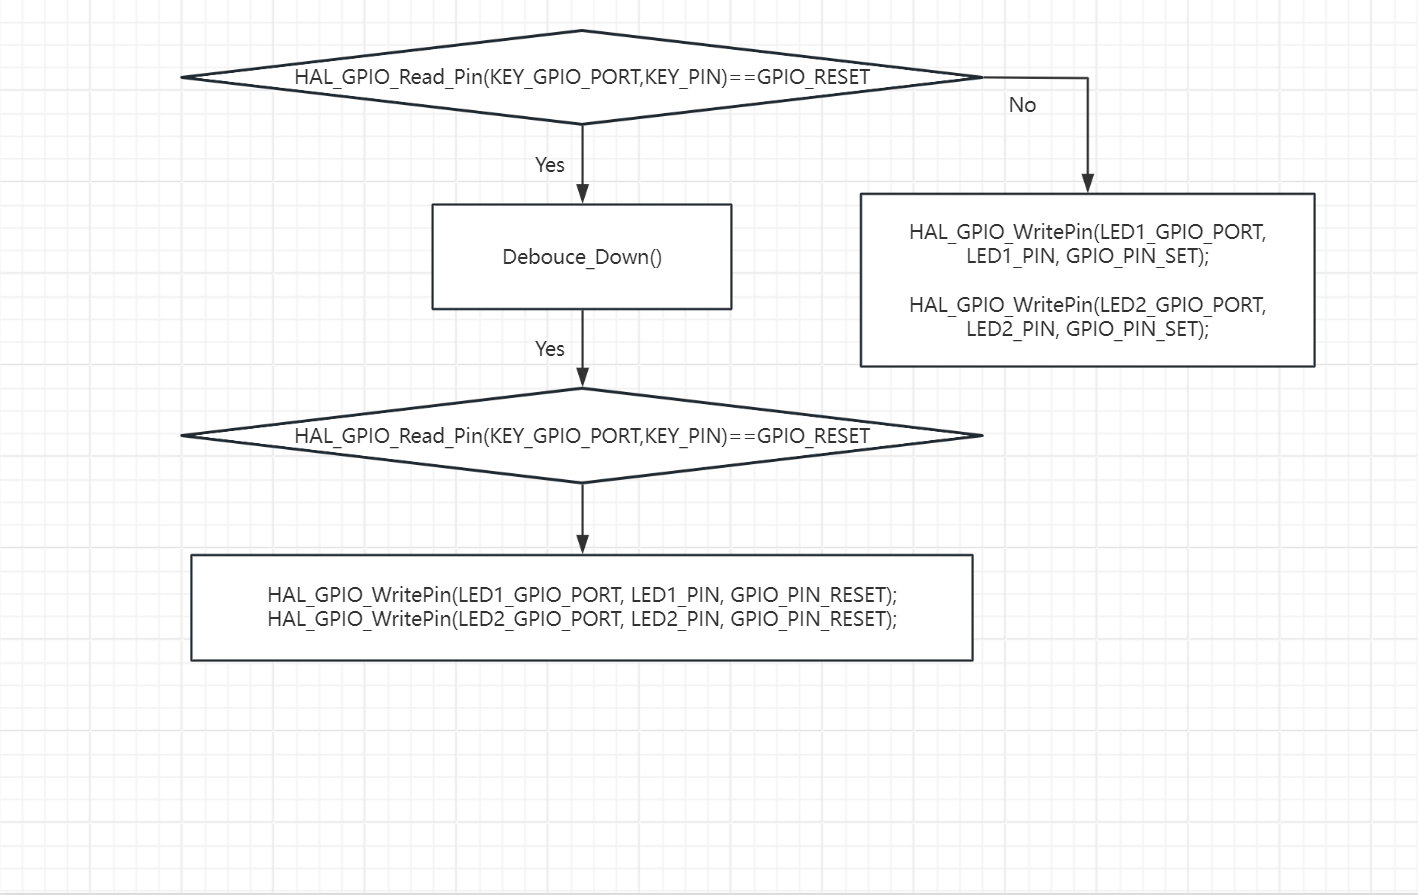 HAL_GPIO_Read_Pin(KEY_GPIO_PORT,KEY_PIN)==GPIO_RESET
No
Yes
HAL_GPIO_WritePin(LED1_GPIO_PORT,
LED1_PIN, GPIO_PIN_SET);
HAL_GPIO_WritePin(LED2_GPIO_PORT,
LED2_PIN, GPIO_PIN_SET);
Debouce_Down()
Yes
HAL_GPIO_Read_Pin(KEY_GPIO_PORT,KEY_PIN)==GPIO_RESET
HAL_GPIO_WritePin(LED1_GPIO_PORT, LED1_PIN, GPIO_PIN_RESET);
HAL_GPIO_WritePin(LED2_GPIO_PORT, LED2_PIN, GPIO_PIN_RESET);